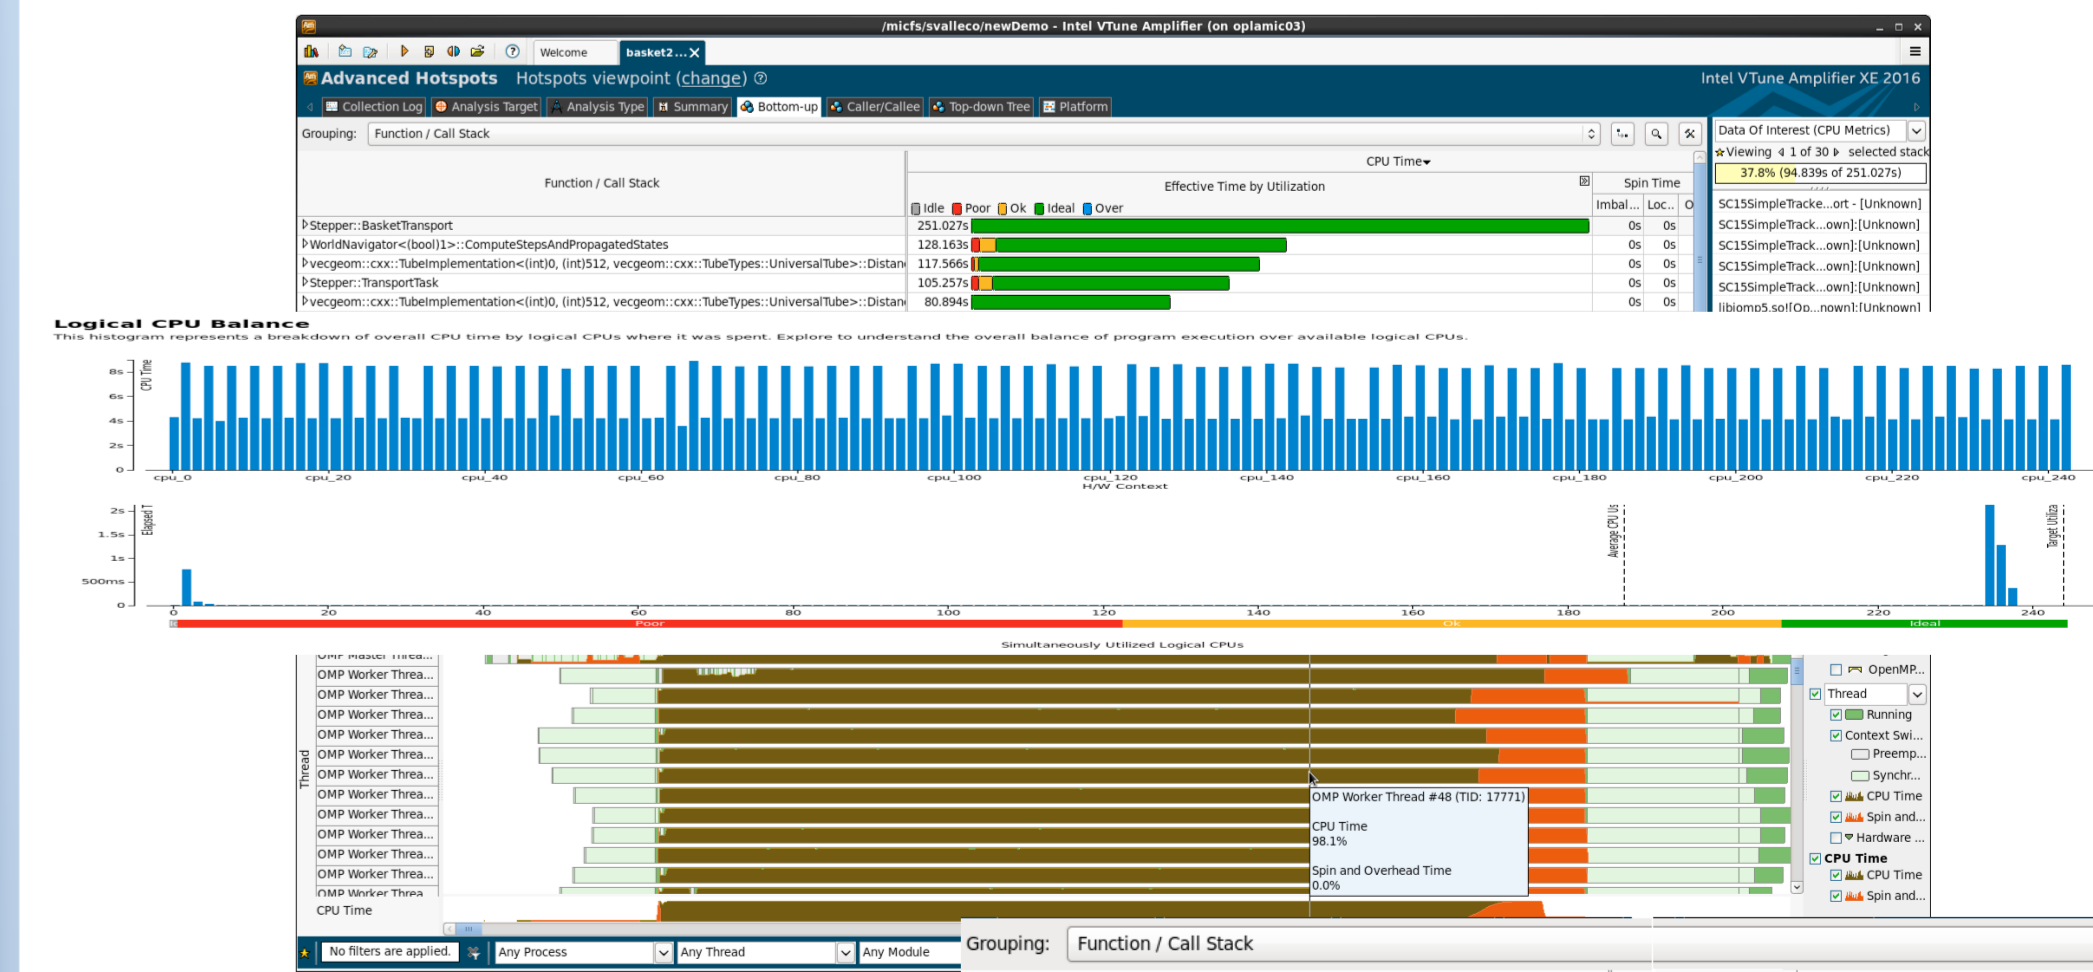 /micfs/svalleco/newDemo - Intel VTune Amplifier (on oplamic03)
Welcome
basket2...
Advanced Hotspots Hotspots viewpoint (change)
Intel VTune Amplifier XE 2016
Collection Log Analysis Target Analysis Type Summary Bottom-up Caller/Callee Top-down Tree Platform
Grouping: Function / Call Stack
Data Of Interest (CPU Metrics)
Viewing 1 of 30 selected stack
37.8% (94.839s of 251.027s)
Function / Call Stack
CPU Time
Effective Time by Utilization
Spin Time
Idle Poor Ok Ideal Over
Imbal... Loc... O
Stepper::BasketTransport 251.027s 0s 0s
WorldNavigator<(bool)1>::ComputeStepsAndPropagatedStates 128.163s 0s 0s
vecgeom::cxx::TubeImplementation<(int)0, (int)512, vecgeom::cxx::TubeTypes::UniversalTube>::Distan 117.566s 0s 0s
Stepper::TransportTask 105.257s 0s 0s
vecgeom::cxx::TubeImplementation<(int)0, (int)512, vecgeom::cxx::TubeTypes::UniversalTube>::Distan 80.894s 0s 0s
SC15SimpleTracke...ort - [Unknown]
SC15SimpleTrack...own]:[Unknown]
SC15SimpleTrack...own]:[Unknown]
SC15SimpleTrack...own]:[Unknown]
SC15SimpleTrack...own]:[Unknown]
libiomp5.so![Op...nown]:[Unknown]
Logical CPU Balance
This histogram represents a breakdown of overall CPU time by logical CPUs where it was spent. Explore to understand the overall balance of program execution over available logical CPUs.
CPU Time
8s
6s
4s
2s
0
cpu_0 cpu_20 cpu_40 cpu_60 cpu_80 cpu_100 cpu_120 cpu_140 cpu_160 cpu_180 cpu_200 cpu_220 cpu_240
H/W Context
Elapsed T
2s
1.5s
1s
500ms
0
Average CPU Us
Target Utiliza
0 20 40 60 80 100 120 140 160 180 200 220 240
Poor Ok Ideal
Simultaneously Utilized Logical CPUs
Thread
OMP Master Threa...
OMP Worker Threa...
OMP Worker Threa...
OMP Worker Threa...
OMP Worker Threa...
OMP Worker Threa...
OMP Worker Threa...
OMP Worker Threa...
OMP Worker Threa...
OMP Worker Threa...
OMP Worker Threa...
OMP Worker Threa...
OMP Worker Threa
CPU Time
OMP Worker Thread #48 (TID: 17771)
CPU Time
98.1%
Spin and Overhead Time
0.0%
OpenMP...
Thread
Running
Context Swi...
Preemp...
Synchr...
CPU Time
Spin and...
Hardware ...
CPU Time
CPU Time
Spin and...
No filters are applied. Any Process Any Thread Any Module
Grouping: Function / Call Stack